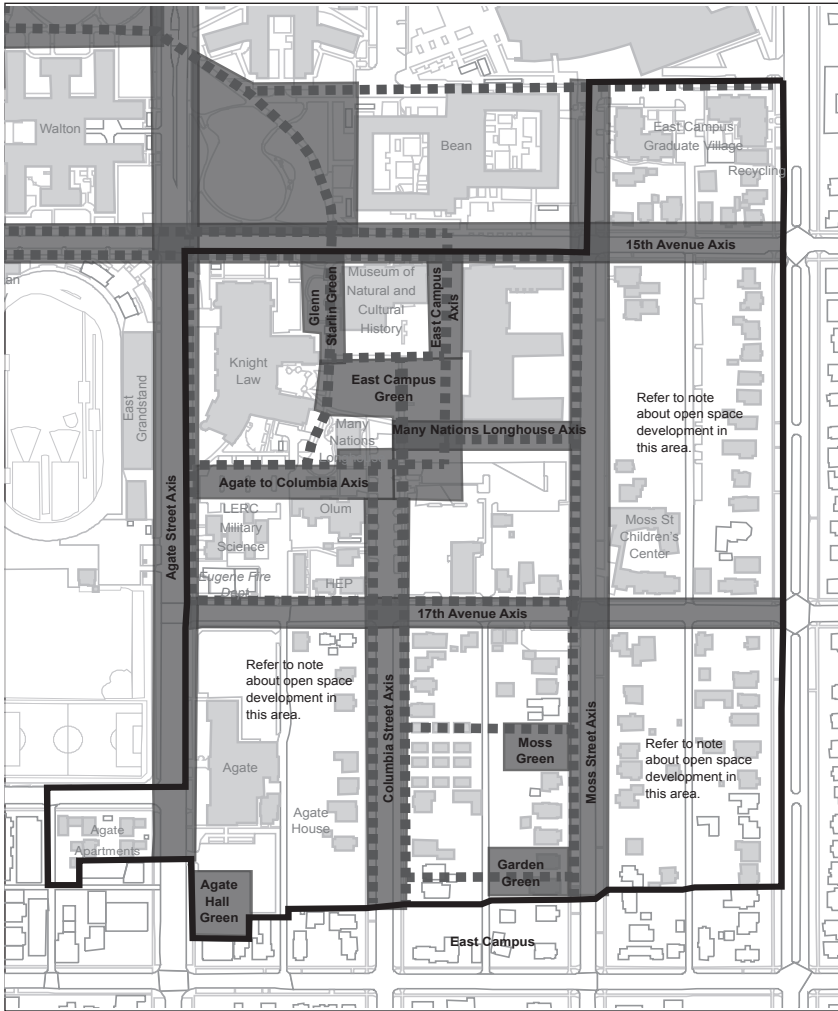 Walton
Bean
East Campus
Graduate Village
Recycling
15th Avenue Axis
an
Glenn
Starlin Green
Museum of
Natural and
Cultural
History
East Campus
Axis
Knight
Law
East
Grandstand
East Campus
Green
Refer to note
about open space
development in
this area.
Many
Nations
Many Nations Longhouse Axis
Agate to Columbia Axis
Agate Street Axis
LERC
Military
Science
Olum
Moss St
Children's
Center
Eugene Fire
Dept
HEP
17th Avenue Axis
Refer to note
about open space
development in
this area.
Columbia Street Axis
Moss Street Axis
Moss
Green
Refer to note
about open space
development in
this area.
Agate
Agate
House
Agate
Apartments
Agate
Hall
Green
Garden
Green
East Campus